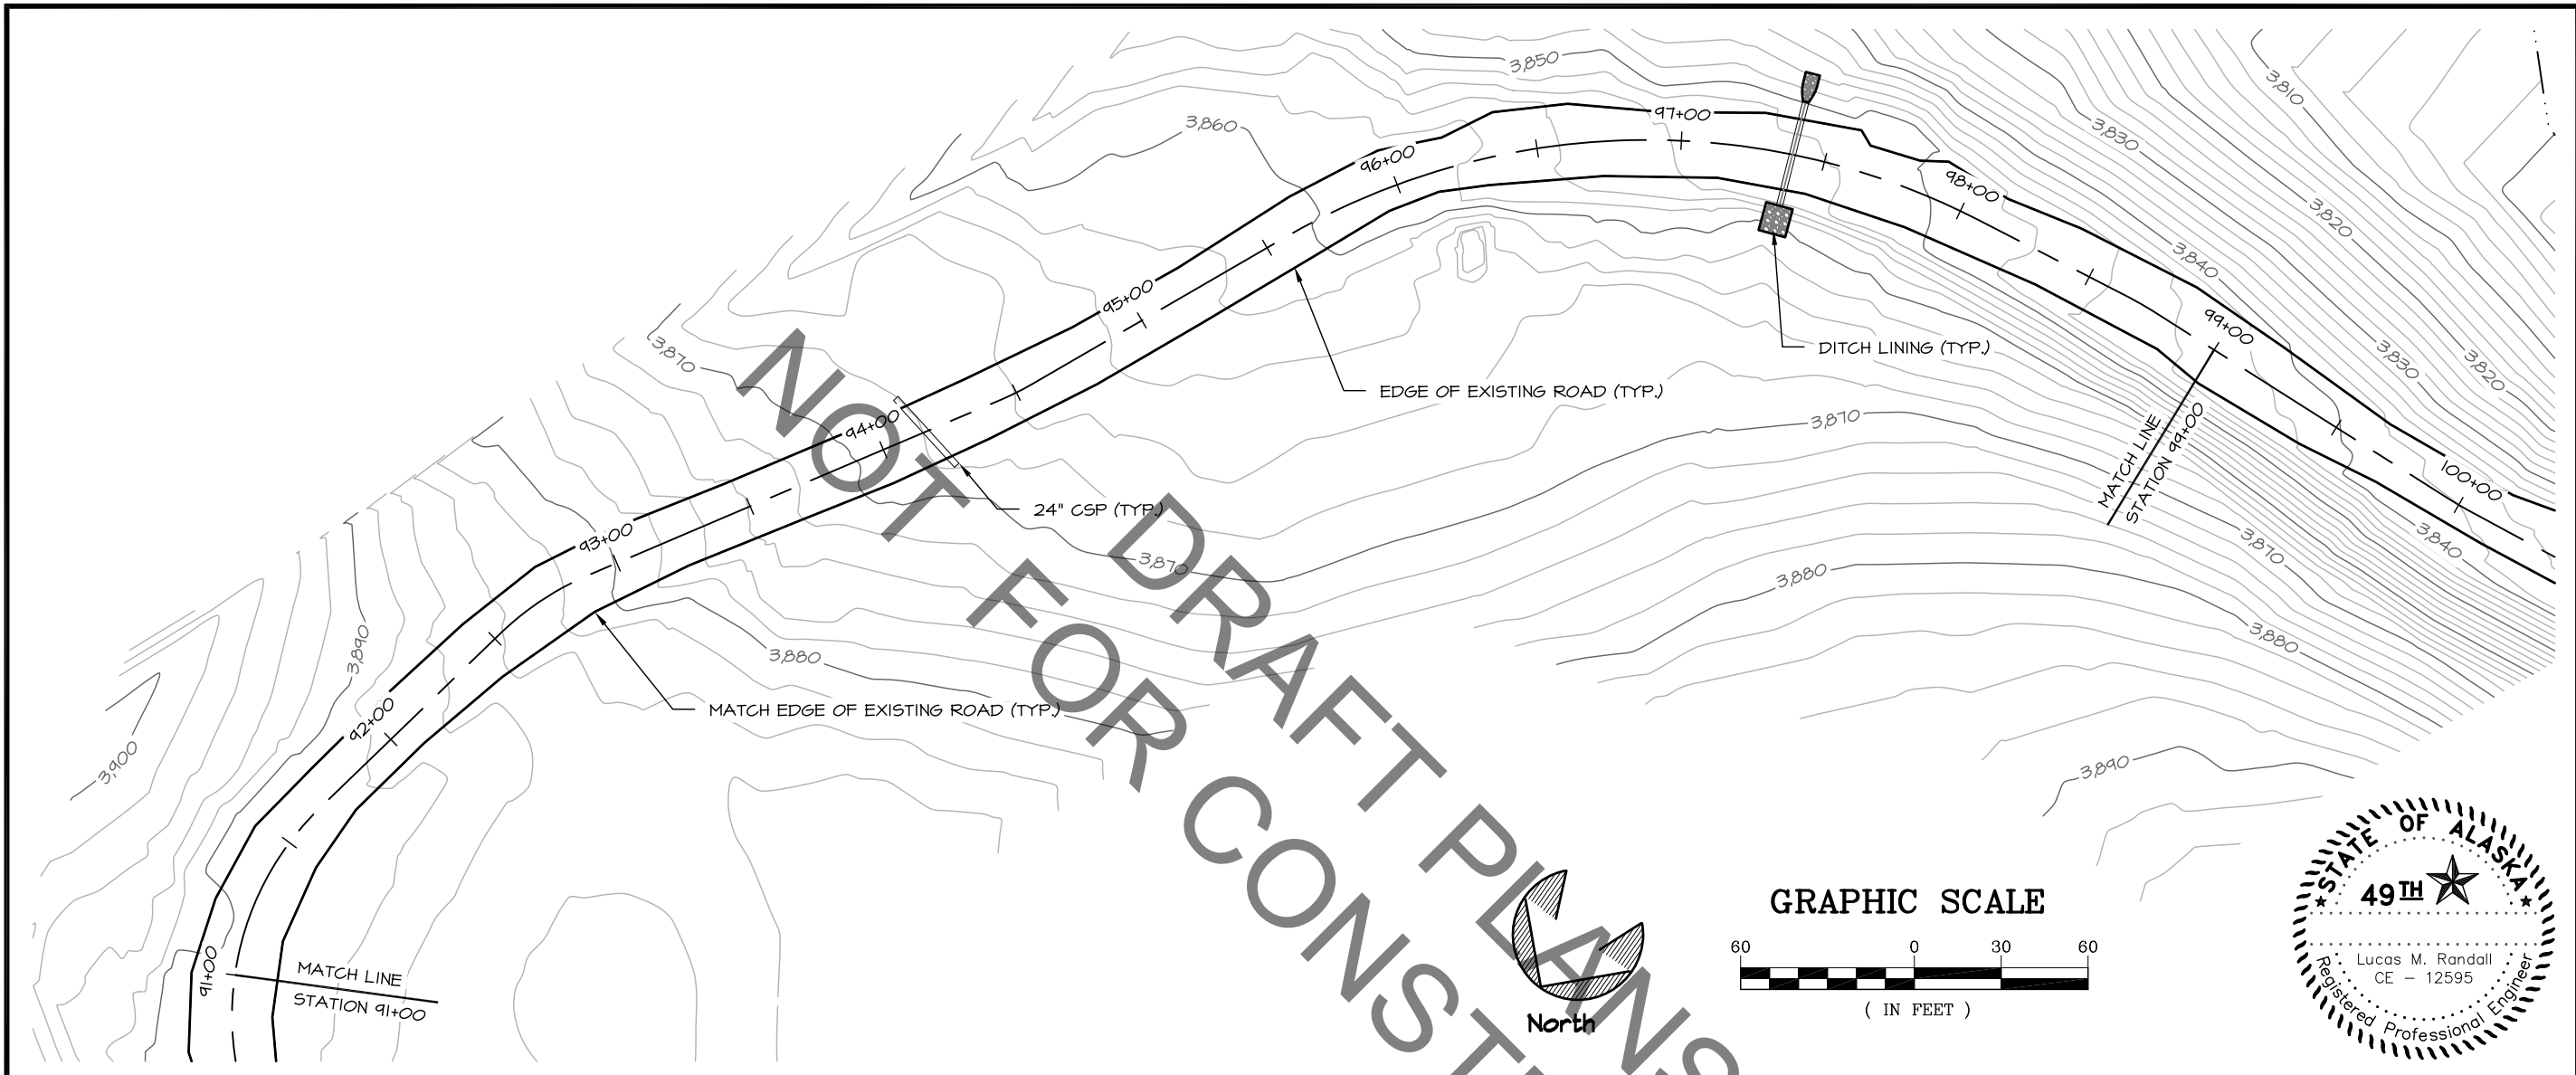 3,850
3,810
3,860
97+00
3,830
96+00
98+00
3,820
3,840
95+00
99+00
3,870
DITCH LINING (TYP.)
3,830
3,820
EDGE OF EXISTING ROAD (TYP.)
94+00
3,870
MATCH LINE
STATION 99+00
100+00
24" CSP (TYP.)
93+00
3,870
3,870
3,840
3,880
3,890
3,880
3,880
MATCH EDGE OF EXISTING ROAD (TYP.)
92+00
3,900
3,890
91+00
MATCH LINE
STATION 91+00
NOT FOR CONST
DRAFT PLANS
North
GRAPHIC SCALE
60 0 30 60
( IN FEET )
STATE OF ALASKA
49TH
Lucas M. Randall
CE - 12595
Registered Professional Engineer